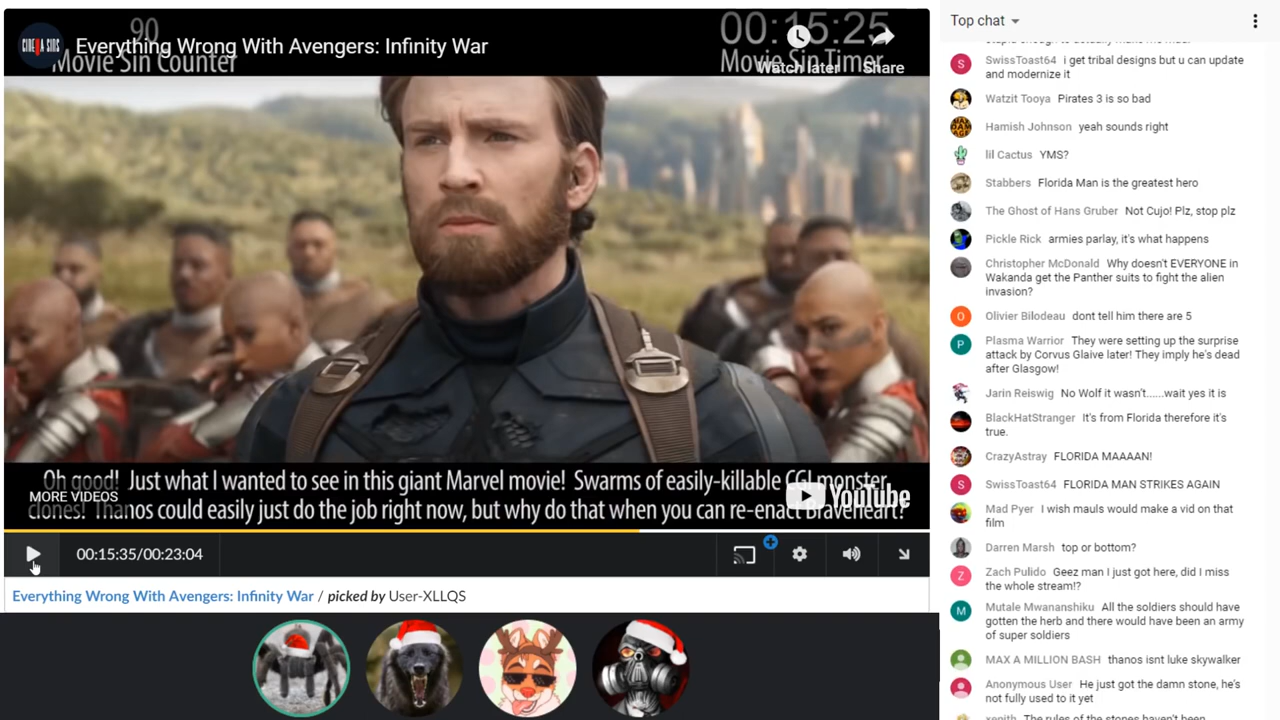 90
Movie Sin Counter
00:15:25
Movie Sin Timer
CINEMA SINS
Everything Wrong With Avengers: Infinity War
Watch later
Share
Oh good! Just what I wanted to see in this giant Marvel movie! Swarms of easily-killable CGI monster
clones! Thanos could easily just do the job right now, but why do that when you can re-enact Braveheart?
MORE VIDEOS
YouTube
00:15:35/00:23:04
Everything Wrong With Avengers: Infinity War / picked by User-XLLQS
Top chat
SwissToast64 i get tribal designs but u can update
and modernize it
Watzit Tooya Pirates 3 is so bad
Hamish Johnson yeah sounds right
lil Cactus YMS?
Stabbers Florida Man is the greatest hero
The Ghost of Hans Gruber Not Cujo! Plz, stop plz
Pickle Rick armies parlay, it's what happens
Christopher McDonald Why doesn't EVERYONE in
Wakanda get the Panther suits to fight the alien
invasion?
O
Olivier Bilodeau dont tell him there are 5
P
Plasma Warrior They were setting up the surprise
attack by Corvus Glaive later! They imply he's dead
after Glasgow!
Jarin Reiswig No Wolf it wasn't......wait yes it is
BlackHatStranger It's from Florida therefore it's
true.
CrazyAstray FLORIDA MAAAAN!
S
SwissToast64 FLORIDA MAN STRIKES AGAIN
Mad Pyer I wish mauls would make a vid on that
film
Darren Marsh top or bottom?
Z
Zach Pulido Geez man I just got here, did I miss
the whole stream!?
M
Mutale Mwananshiku All the soldiers should have
gotten the herb and there would have been an army
of super soldiers
MAX A MILLION BASH thanos isnt luke skywalker
Anonymous User He just got the damn stone, he's
not fully used to it yet
xenith The rules of the stones haven't been